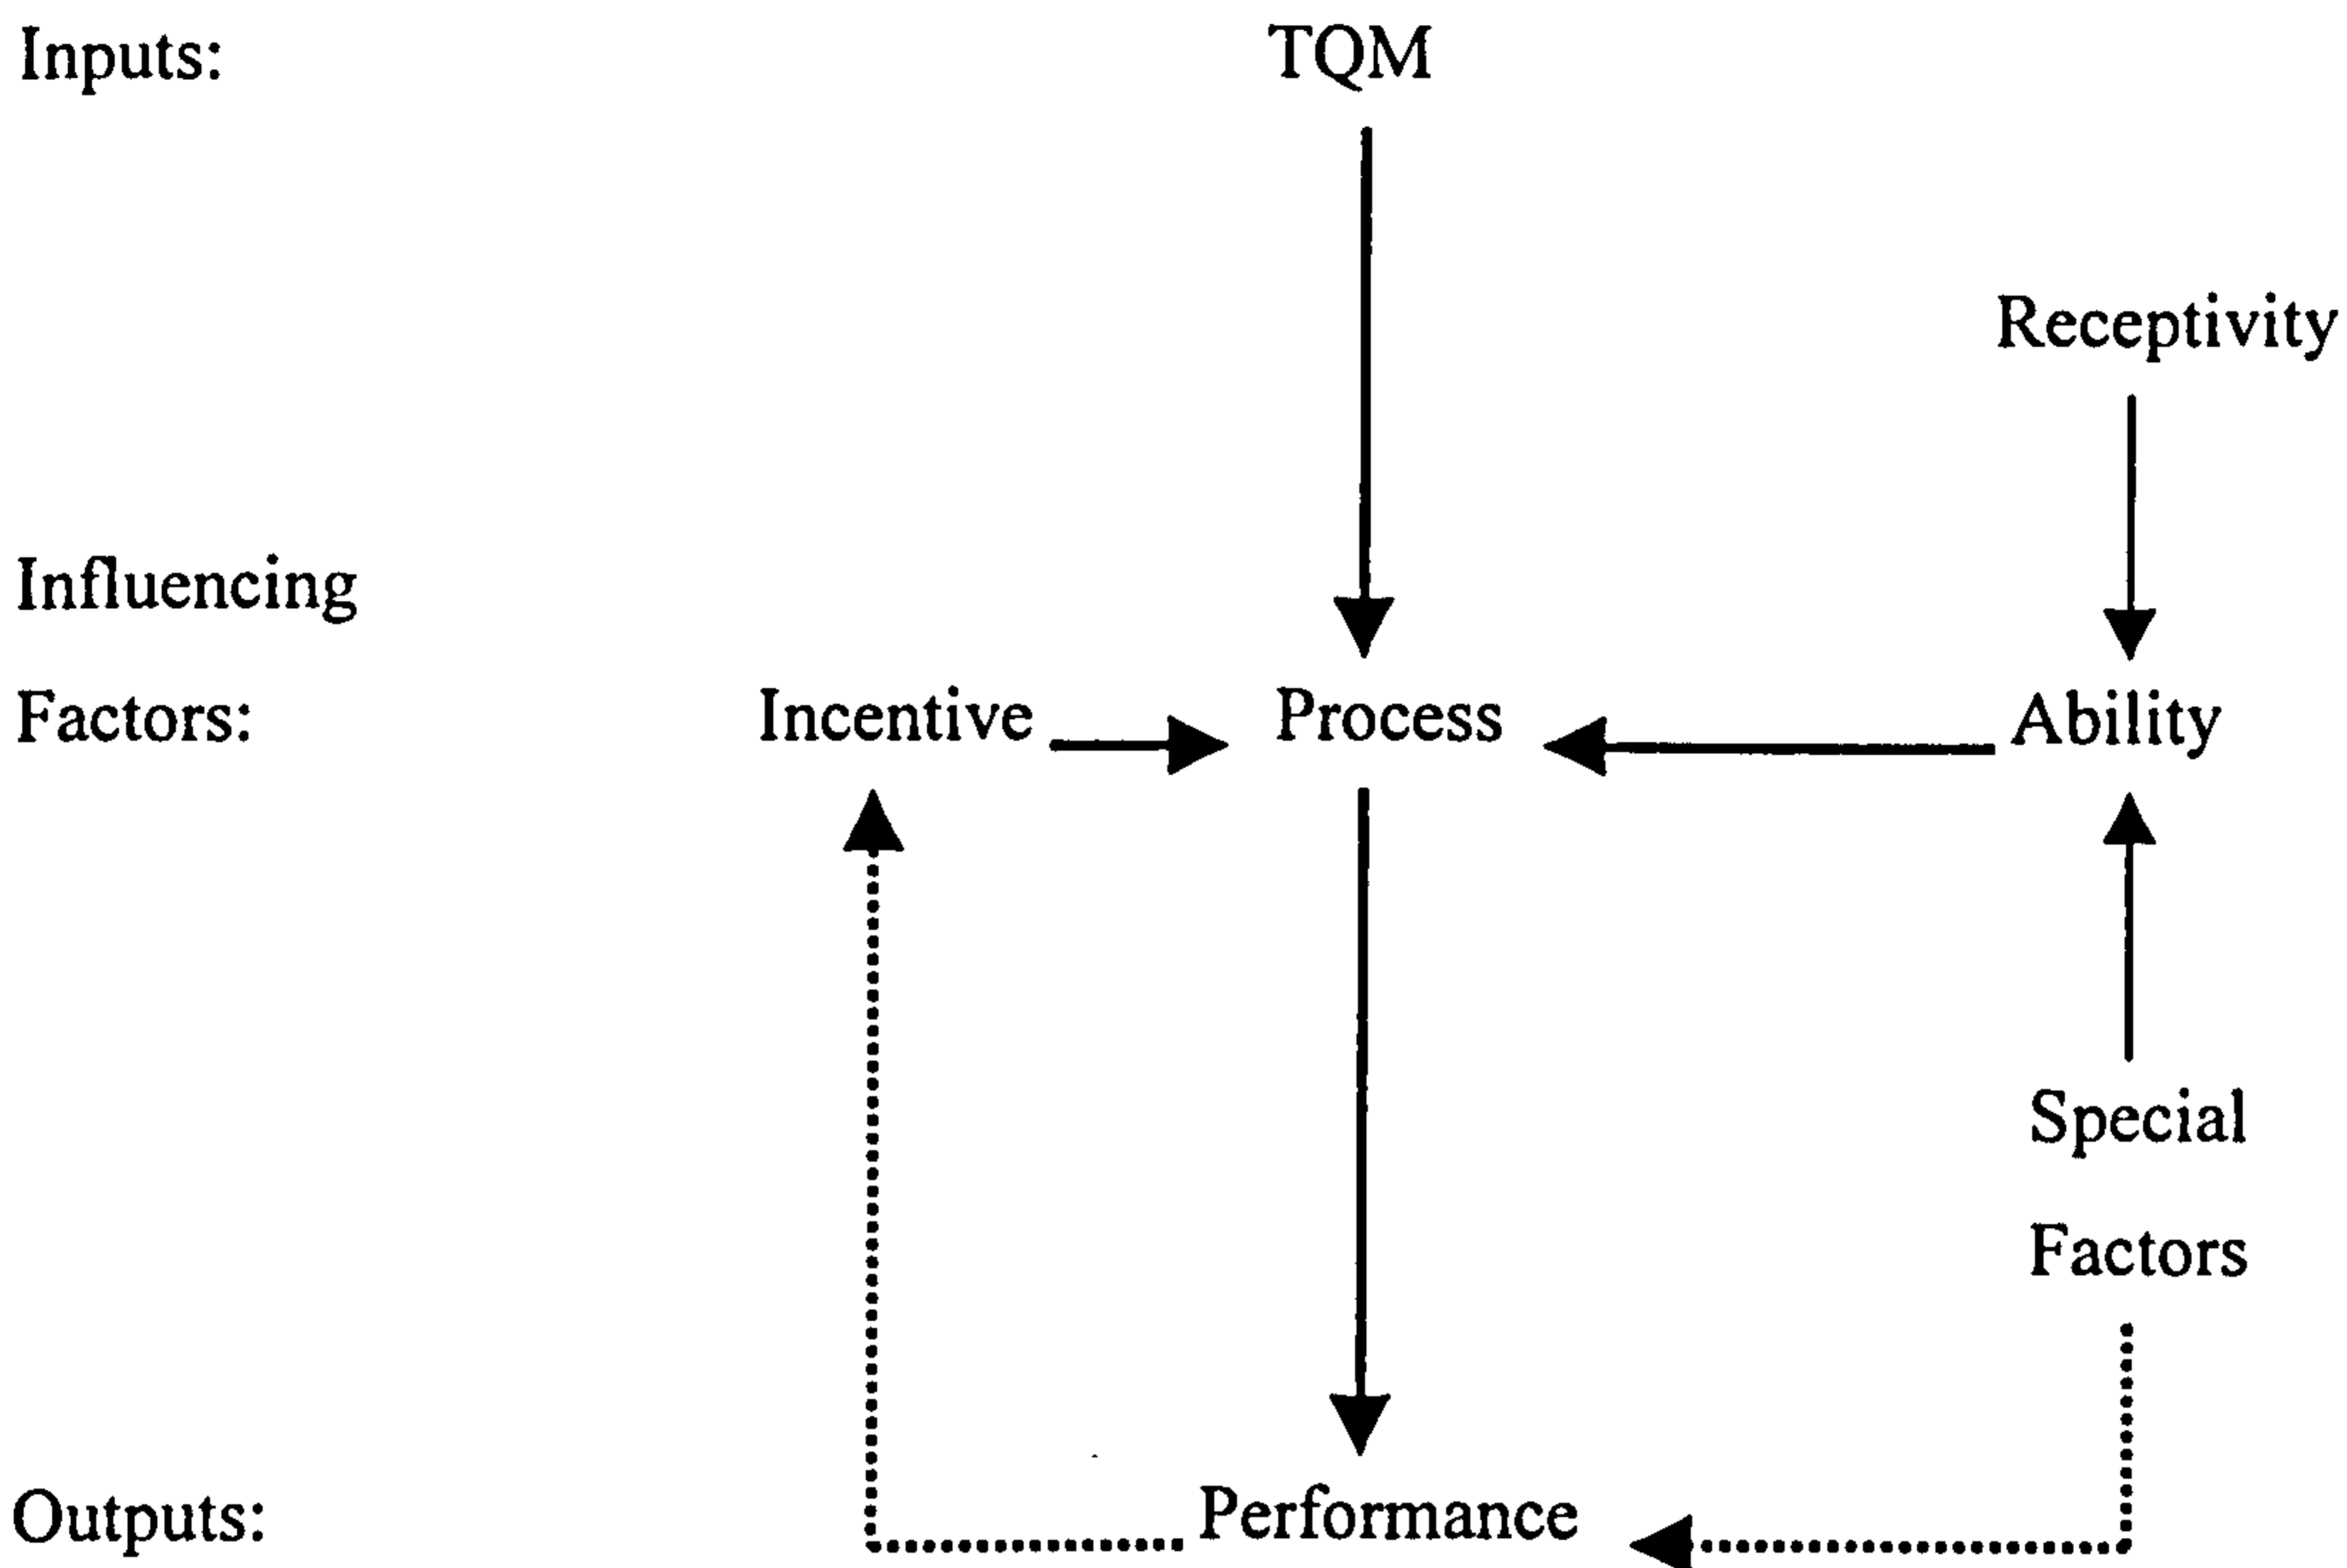 Inputs: TQM
Receptivity
Influencing
Factors: Incentive Process Ability
Special
Factors
Outputs: Performance